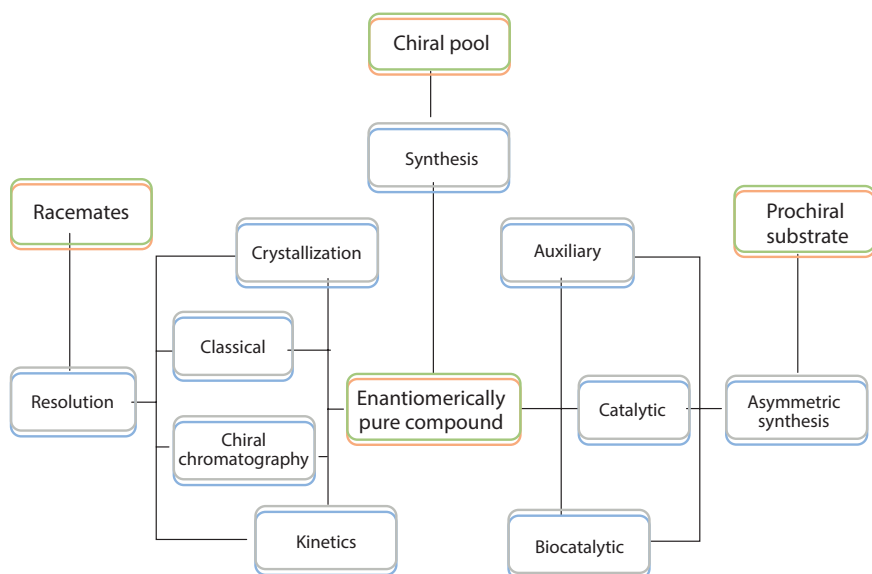 Chiral pool
Synthesis
Racemates
Prochiral
substrate
Crystallization
Auxiliary
Classical
Resolution
Enantiomerically
pure compound
Catalytic
Asymmetric
synthesis
Chiral
chromatography
Kinetics
Biocatalytic